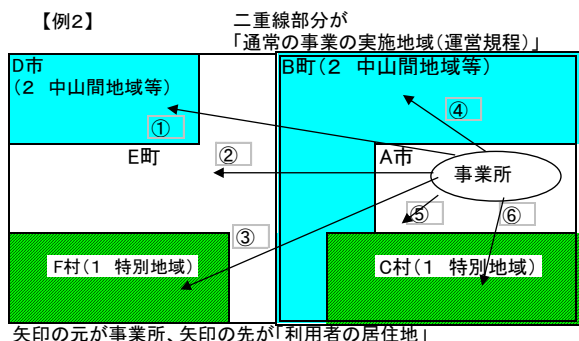 【例2】
二重線部分が
「通常の事業の実施地域(運営規程)」
D市
(2 中山間地域等)
B町(2 中山間地域等)
①
④
E町
②
A市
事業所
⑤
⑥
③
F村(1 特別地域)
C村(1 特別地域)
矢印の元が事業所、矢印の先が「利用者の居住地」